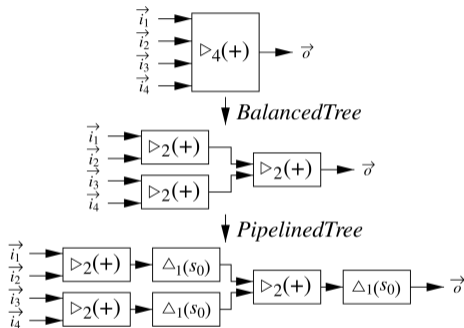 i⃗₁
i⃗₂
i⃗₃
i⃗₄
▷₄(+)
o⃗
BalancedTree
i⃗₁
i⃗₂
i⃗₃
i⃗₄
▷₂(+)
▷₂(+)
▷₂(+)
o⃗
PipelinedTree
i⃗₁
i⃗₂
i⃗₃
i⃗₄
▷₂(+) △₁(s₀)
▷₂(+) △₁(s₀)
▷₂(+) △₁(s₀)
o⃗